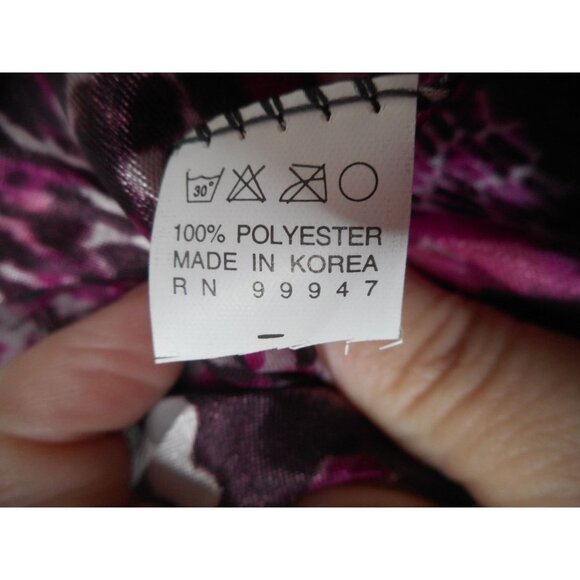 30°
100% POLYESTER
MADE IN KOREA
RN 99947